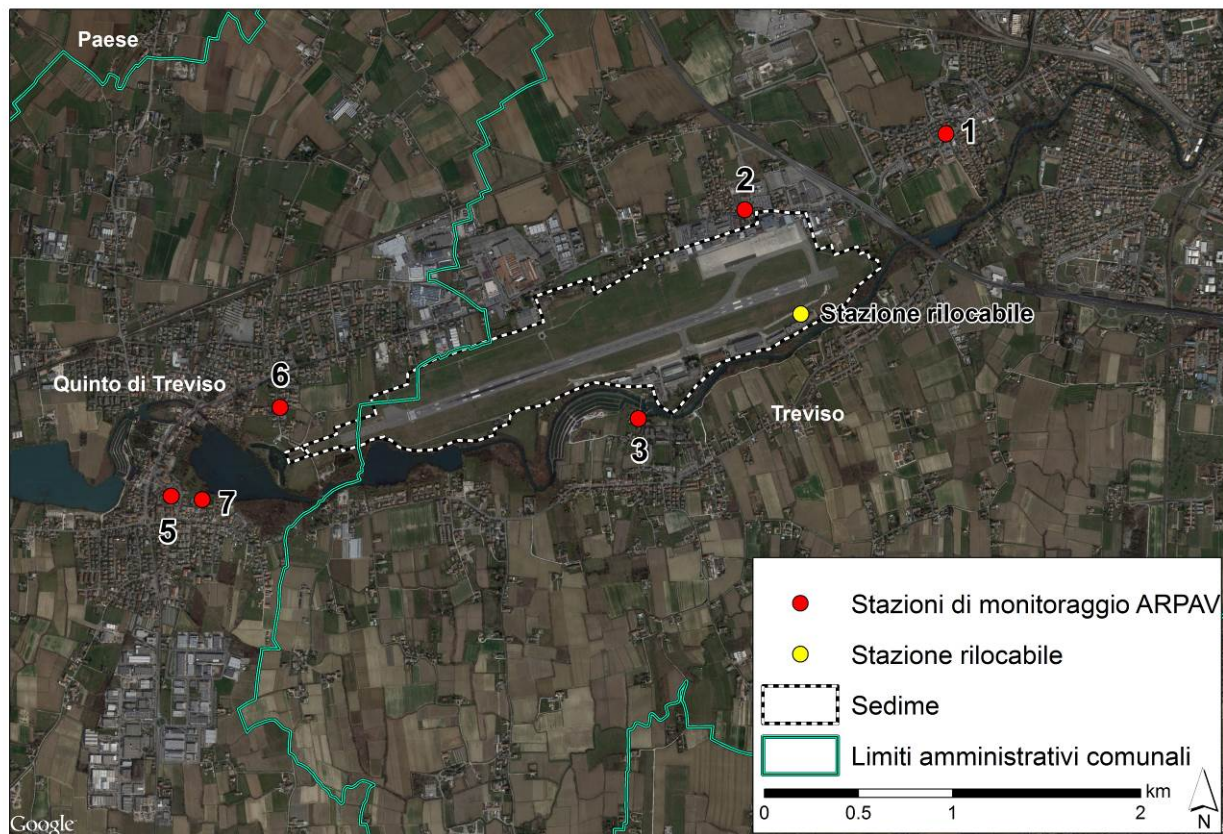 Paese
1
2
Stazione rilocabile
6
Quinto di Treviso
Treviso
3
5
7
Stazioni di monitoraggio ARPAV
Stazione rilocabile
Sedime
Limiti amministrativi comunali
km
0 0.5 1 2
N
Google